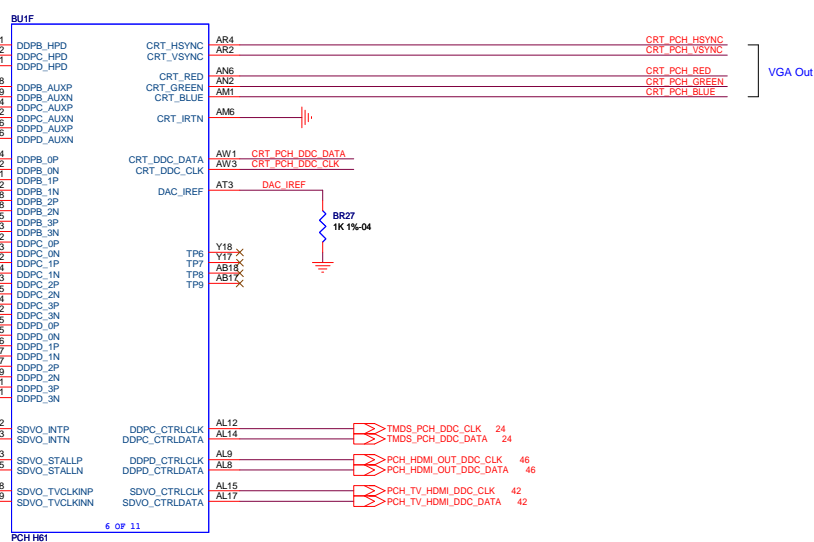 BU1F
DDPB_HPD CRT_HSYNC AR4 CRT_PCH_HSYNC
DDPC_HPD CRT_VSYNC AR2 CRT_PCH_VSYNC
DDPD_HPD
CRT_RED AN6 CRT_PCH_RED
VGA Out
DDPB_AUXP CRT_GREEN AN2 CRT_PCH_GREEN
DDPB_AUXN CRT_BLUE AM1 CRT_PCH_BLUE
DDPC_AUXP
DDPC_AUXN CRT_IRTN AM6
DDPD_AUXP
DDPD_AUXN
DDPB_0P CRT_DDC_DATA AW1 CRT_PCH_DDC_DATA
DDPB_0N CRT_DDC_CLK AW3 CRT_PCH_DDC_CLK
DDPB_1P
DDPB_1N DAC_IREF AT3 DAC_IREF
DDPB_2P
DDPB_2N
BR27
DDPB_3P
1K 1%-04
DDPB_3N
DDPC_0P
DDPC_0N TP6 Y18
DDPC_1P TP7 Y17
DDPC_1N TP8 AB18
DDPC_2P TP9 AB17
DDPC_2N
DDPC_3P
DDPC_3N
DDPD_0P
DDPD_0N
DDPD_1P
DDPD_1N
DDPD_2P
DDPD_2N
DDPD_3P
DDPD_3N
SDVO_INTP DDPC_CTRLCLK AL12 TMDS_PCH_DDC_CLK 24
SDVO_INTN DDPC_CTRLDATA AL14 TMDS_PCH_DDC_DATA 24
SDVO_STALLP DDPD_CTRLCLK AL9 PCH_HDMI_OUT_DDC_CLK 46
SDVO_STALLN DDPD_CTRLDATA AL8 PCH_HDMI_OUT_DDC_DATA 46
SDVO_TVCLKINP SDVO_CTRLCLK AL15 PCH_TV_HDMI_DDC_CLK 42
SDVO_TVCLKINN SDVO_CTRLDATA AL17 PCH_TV_HDMI_DDC_DATA 42
6 OF 11
PCH H61